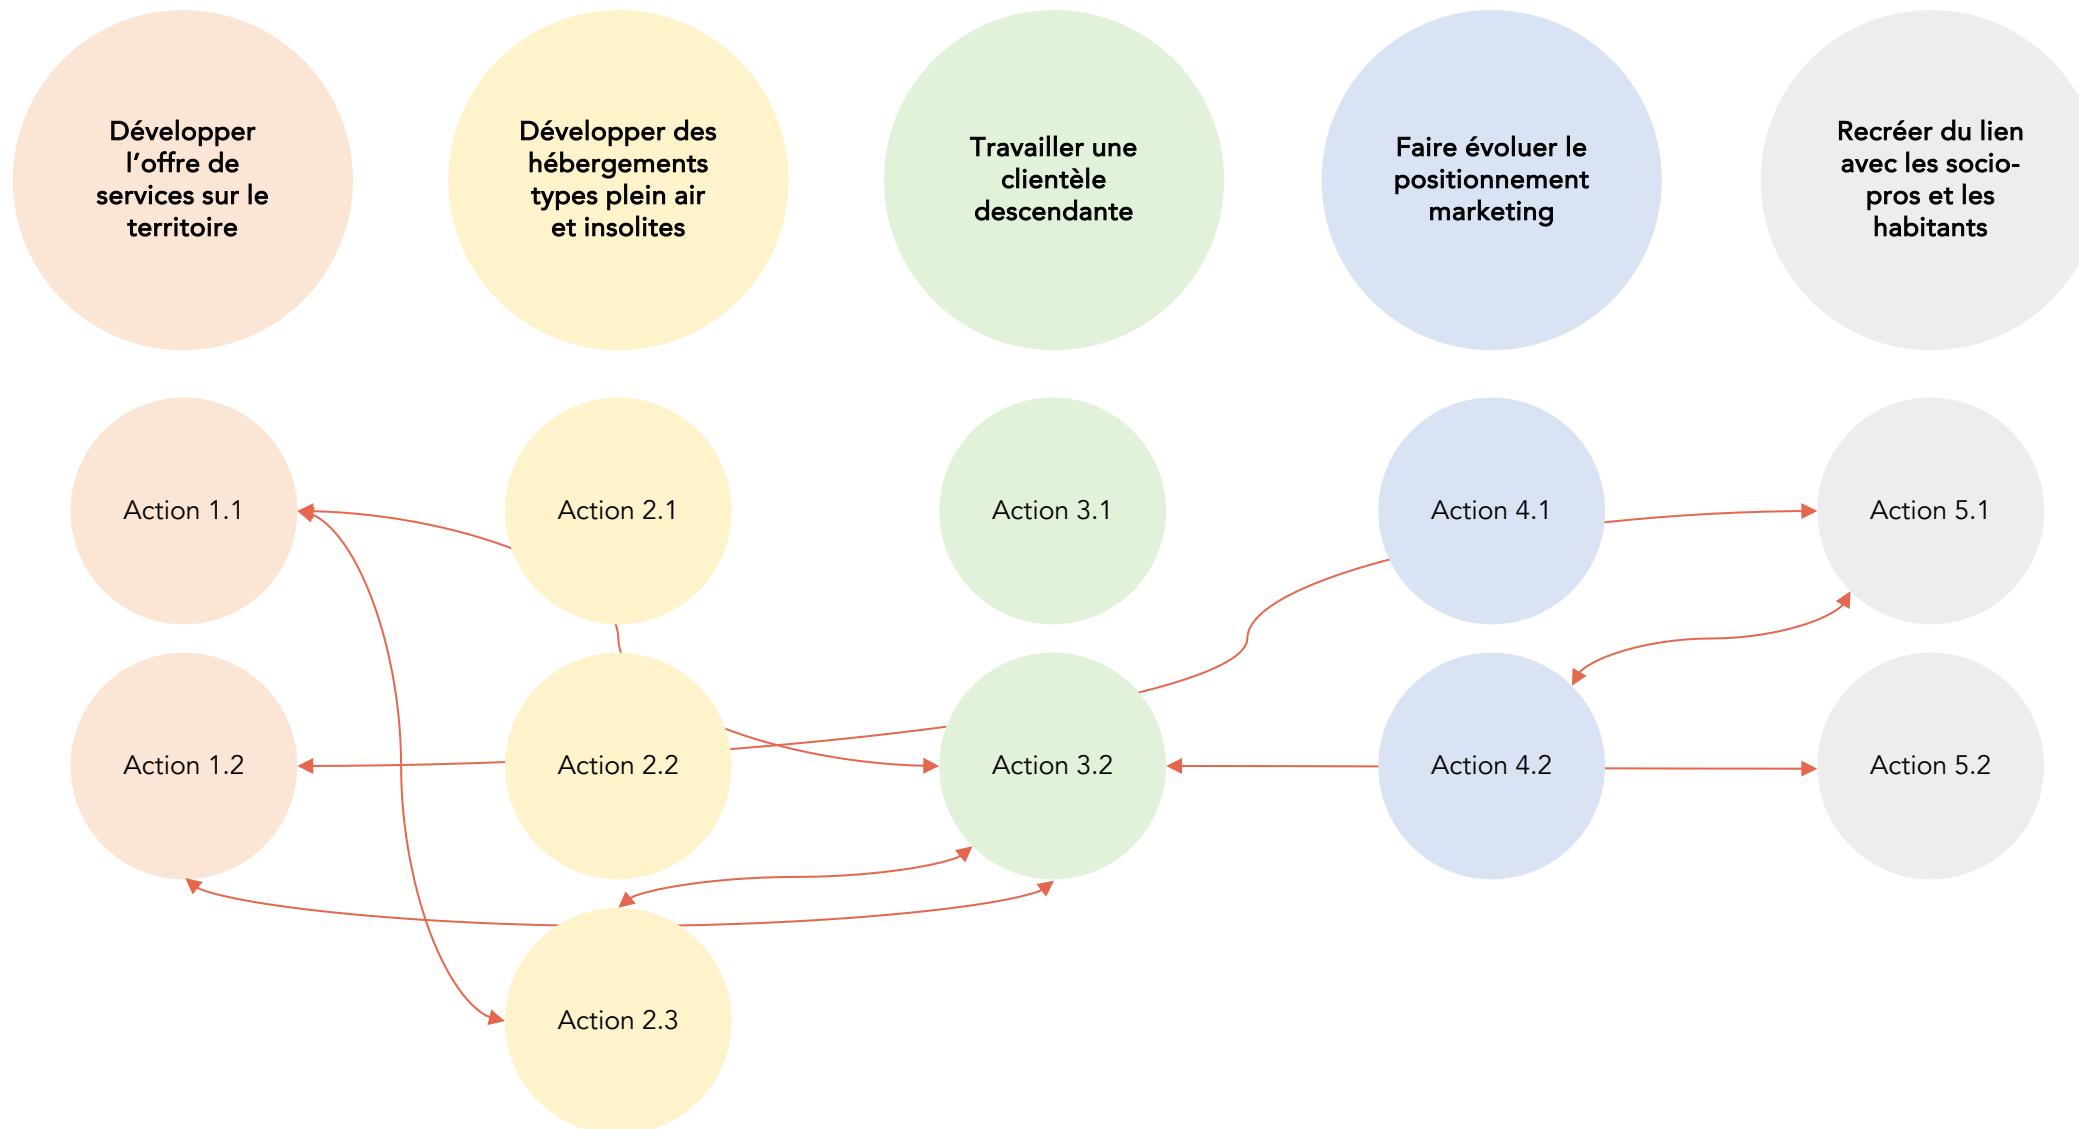 Développer
l’offre de
services sur le
territoire
Développer des
hébergements
types plein air
et insolites
Travailler une
clientèle
descendante
Faire évoluer le
positionnement
marketing
Recréer du lien
avec les socio-
pros et les
habitants
Action 1.1
Action 2.1
Action 3.1
Action 4.1
Action 5.1
Action 1.2
Action 2.2
Action 3.2
Action 4.2
Action 5.2
Action 2.3